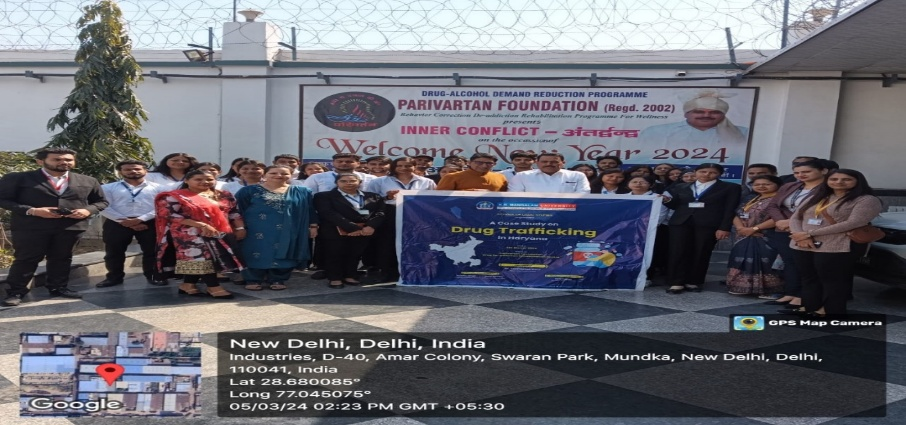 DRUG-ALCOHOL DEMAND REDUCTION PROGRAMME
PARIVARTAN FOUNDATION (Regd. 2002)
Behavior Correction De-addiction Rehabilitation Programme For Wellness
presents
INNER CONFLICT – अंतर्द्वन्द
on the occasion of
Welcome New Year 2024
UNIVERSITY
A Case Study on
Drug Trafficking
in Haryana
GPS Map Camera
New Delhi, Delhi, India
Industries, D-40, Amar Colony, Swaran Park, Mundka, New Delhi, Delhi,
110041, India
Lat 28.680085°
Long 77.045075°
05/03/24 02:23 PM GMT +05:30
Google